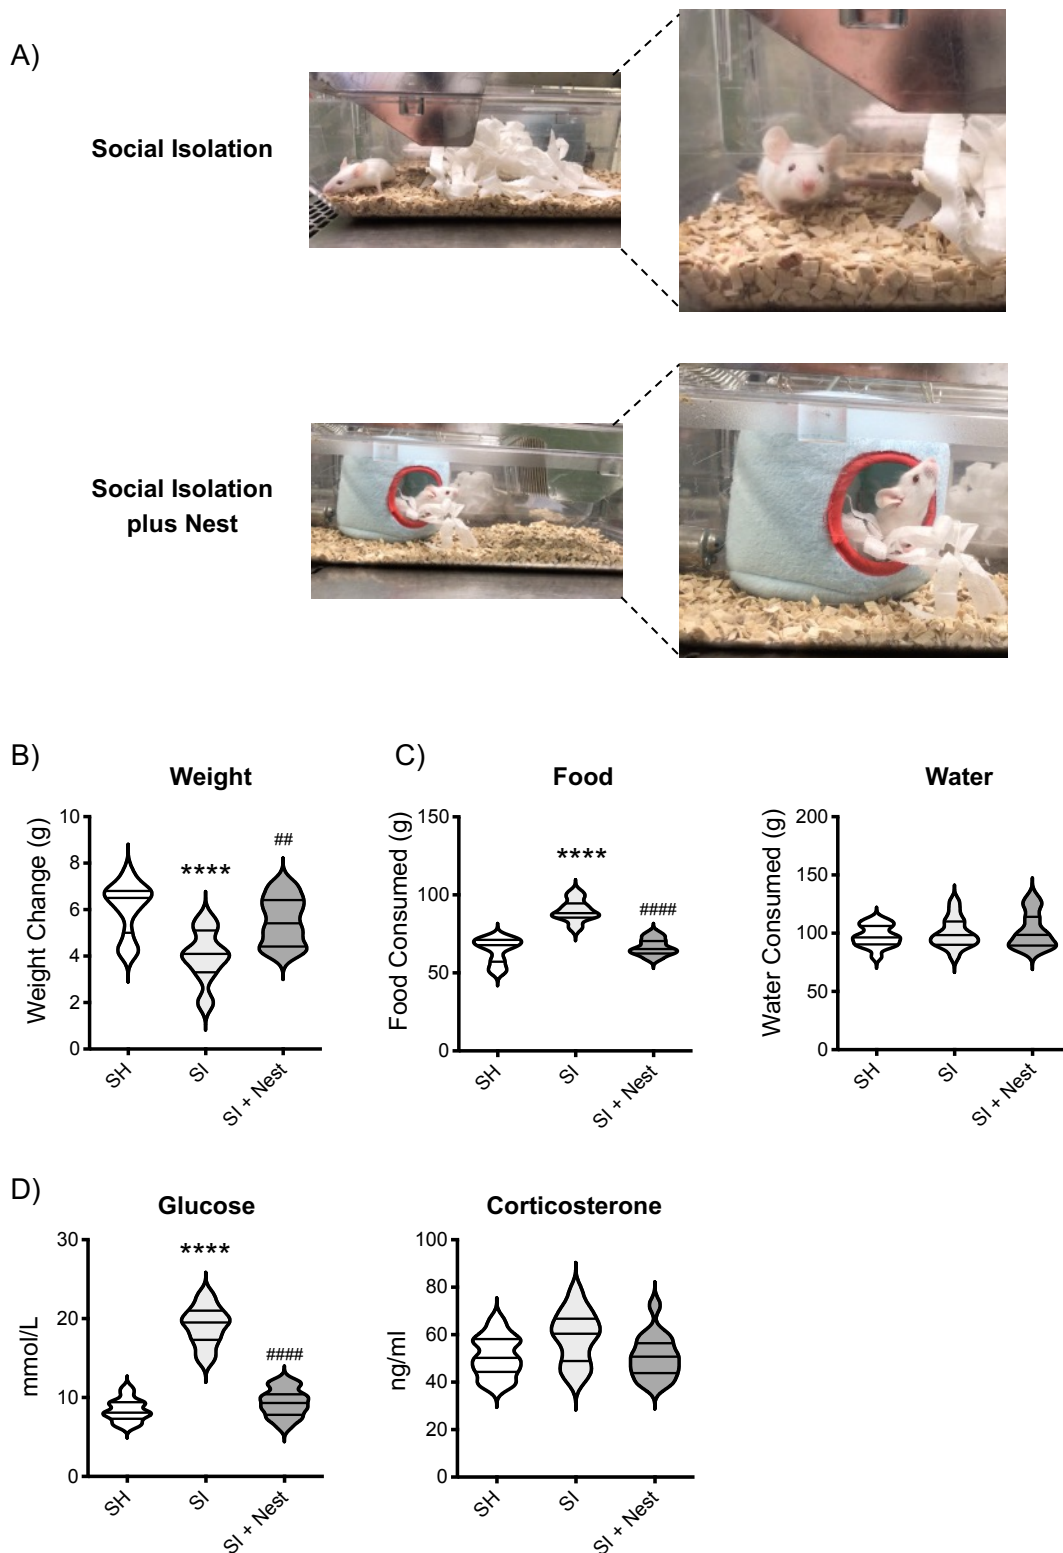 A)
Social Isolation
Social Isolation
plus Nest
B)
Weight
Weight Change (g)
10
8
6
4
2
0
****
##
SH
SI
SI + Nest
C)
Food
Food Consumed (g)
150
100
50
0
****
####
SH
SI
SI + Nest
Water
Water Consumed (g)
200
150
100
50
0
SH
SI
SI + Nest
D)
Glucose
mmol/L
30
20
10
0
****
####
SH
SI
SI + Nest
Corticosterone
ng/ml
100
80
60
40
20
0
SH
SI
SI + Nest